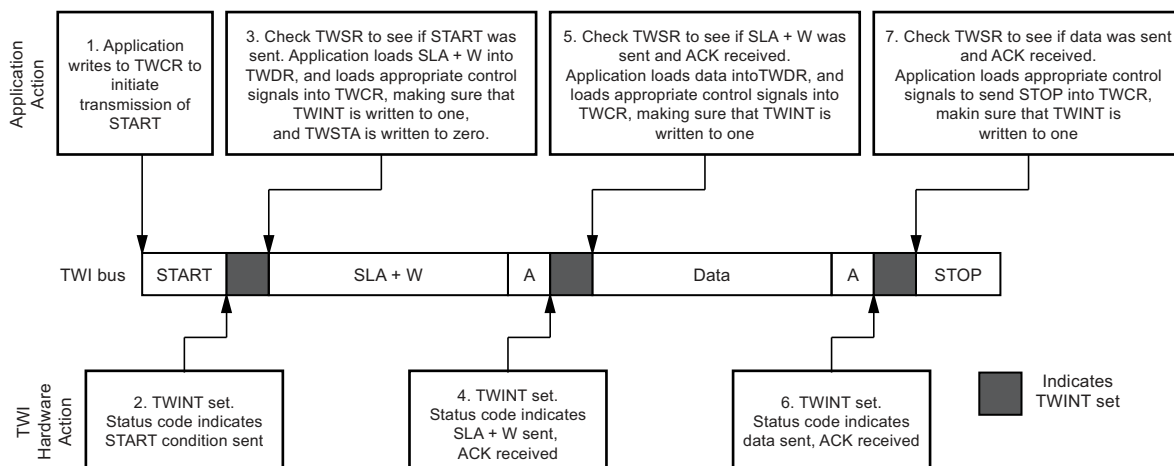 Application
Action
1. Application
writes to TWCR to
initiate
transmission of
START
3. Check TWSR to see if START was
sent. Application loads SLA + W into
TWDR, and loads appropriate control
signals into TWCR, making sure that
TWINT is written to one,
and TWSTA is written to zero.
5. Check TWSR to see if SLA + W was
sent and ACK received.
Application loads data intoTWDR, and
loads appropriate control signals into
TWCR, making sure that TWINT is
written to one
7. Check TWSR to see if data was sent
and ACK received.
Application loads appropriate control
signals to send STOP into TWCR,
makin sure that TWINT is
written to one
TWI bus
START
SLA + W
A
Data
A
STOP
TWI
Hardware
Action
2. TWINT set.
Status code indicates
START condition sent
4. TWINT set.
Status code indicates
SLA + W sent,
ACK received
6. TWINT set.
Status code indicates
data sent, ACK received
Indicates
TWINT set